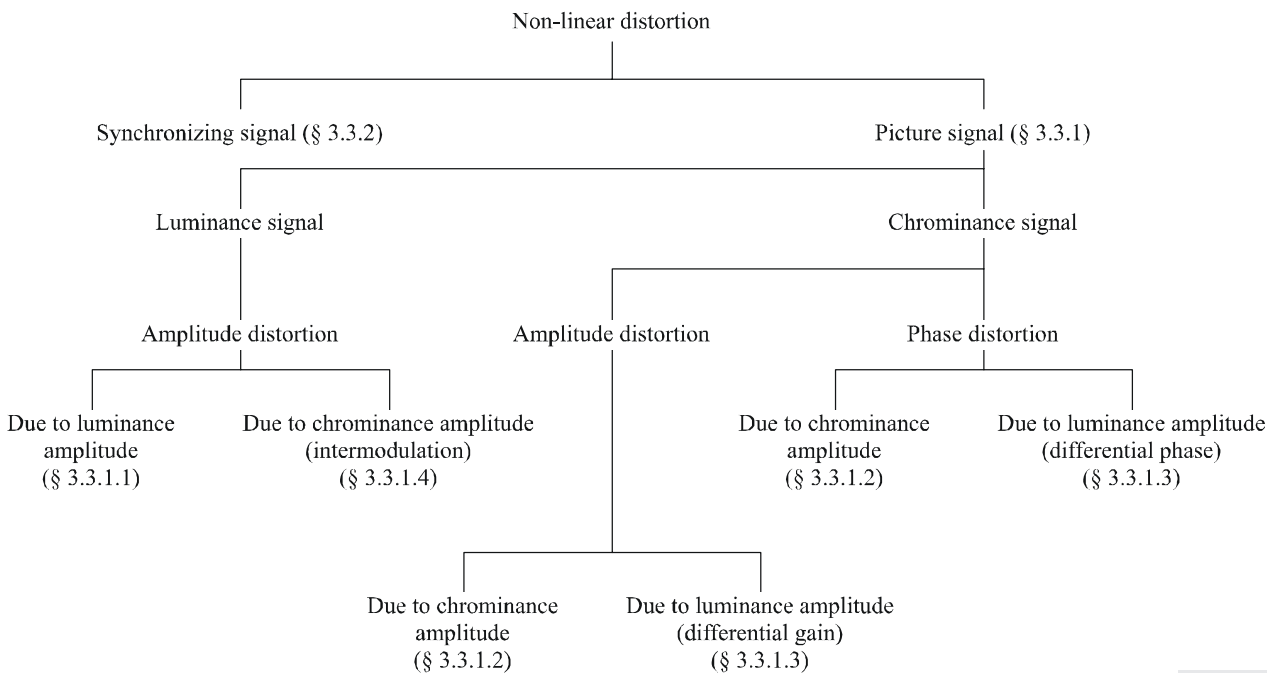 Non-linear distortion
Synchronizing signal (§ 3.3.2)
Picture signal (§ 3.3.1)
Luminance signal
Chrominance signal
Amplitude distortion
Amplitude distortion
Phase distortion
Due to luminance
amplitude
(§ 3.3.1.1)
Due to chrominance amplitude
(intermodulation)
(§ 3.3.1.4)
Due to chrominance
amplitude
(§ 3.3.1.2)
Due to luminance amplitude
(differential phase)
(§ 3.3.1.3)
Due to chrominance
amplitude
(§ 3.3.1.2)
Due to luminance amplitude
(differential gain)
(§ 3.3.1.3)